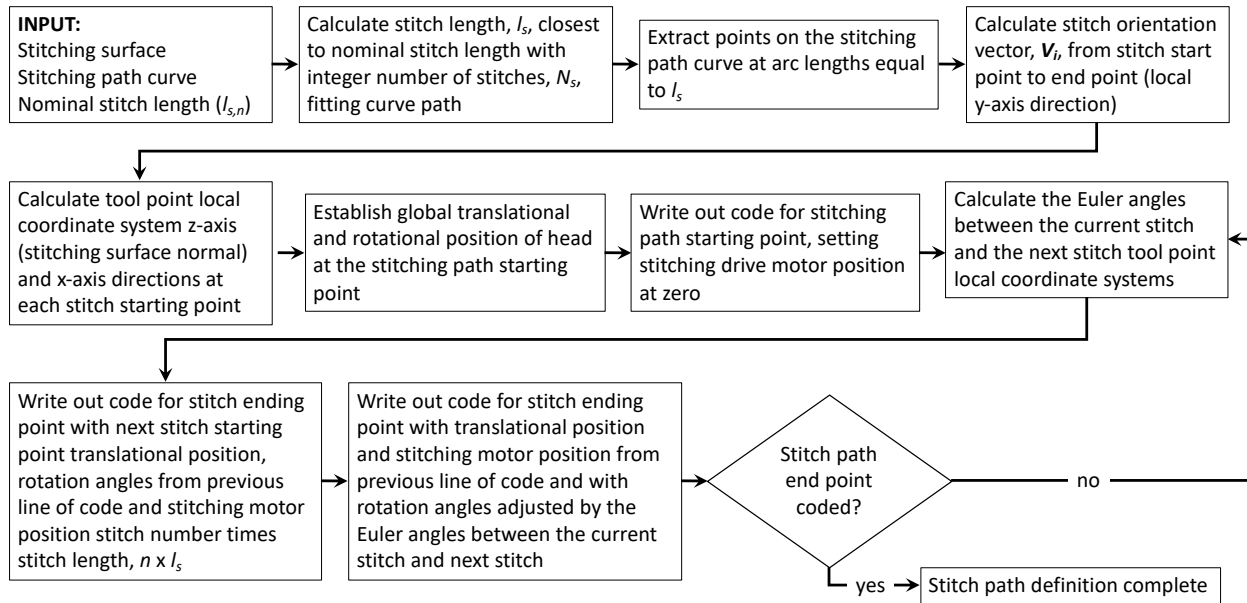 INPUT:
Stitching surface
Stitching path curve
Nominal stitch length (ls,n)
Calculate stitch length, ls, closest
to nominal stitch length with
integer number of stitches, Ns,
fitting curve path
Extract points on the stitching
path curve at arc lengths equal
to ls
Calculate stitch orientation
vector, Vi, from stitch start
point to end point (local
y-axis direction)
Calculate tool point local
coordinate system z-axis
(stitching surface normal)
and x-axis directions at
each stitch starting point
Establish global translational
and rotational position of head
at the stitching path starting
point
Write out code for stitching
path starting point, setting
stitching drive motor position
at zero
Calculate the Euler angles
between the current stitch
and the next stitch tool point
local coordinate systems
Write out code for stitch ending
point with next stitch starting
point translational position,
rotation angles from previous
line of code and stitching motor
position stitch number times
stitch length, n x ls
Write out code for stitch ending
point with translational position
and stitching motor position from
previous line of code and with
rotation angles adjusted by the
Euler angles between the current
stitch and next stitch
Stitch path
end point
coded?
no
yes
Stitch path definition complete